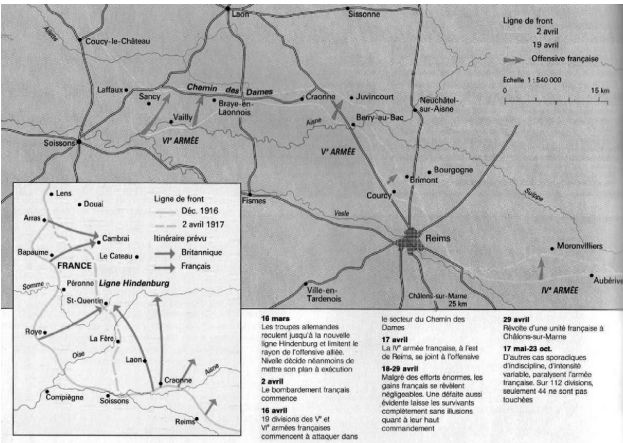 Laon
Sissonne
Ailette
Coucy-le-Château
Ligne de front
2 avril
19 avril
Offensive française
Echelle 1 : 540 000
0 15 km
Laffaux
Sancy
Chemin des Dames
Braye-en-
Laonnois
Craonne
Juvincourt
Neuchâtel-
sur-Aisne
Vailly
Aisne
Berry-au-Bac
Soissons
VIᵉ ARMÉE
Vᵉ ARMÉE
Bourgogne
Brimont
Courcy
Suippe
Fismes
Vesle
Reims
Moronvilliers
Ville-en-
Tardenois
Châlons-sur-Marne
25 km
IVᵉ ARMÉE
Aubérive
Lens
Douai
Ligne de front
Déc. 1916
2 avril 1917
Arras
Cambrai
Itinéraire prévu
Britannique
Français
Bapaume
Le Cateau
FRANCE
Somme
Péronne
Ligne Hindenburg
St-Quentin
Roye
La Fère
Oise
Laon
Craonne
Aisne
Compiègne
Soissons
Reims
16 mars
Les troupes allemandes
reculent jusqu'à la nouvelle
ligne Hindenburg et limitent le
rayon de l'offensive alliée.
Nivelle décide néanmoins de
mettre son plan à exécution
2 avril
Le bombardement français
commence
16 avril
19 divisions des Vᵉ et
VIᵉ armées françaises
commencent à attaquer dans
le secteur du Chemin des
Dames
17 avril
La IVᵉ armée française, à l'est
de Reims, se joint à l'offensive
18-29 avril
Malgré des efforts énormes, les
gains français se révèlent
négligeables. Une défaite aussi
évidente laisse les survivants
complètement sans illusions
quant à leur haut
commandement
29 avril
Révolte d'une unité française à
Châlons-sur-Marne
17 mai-23 oct.
D'autres cas sporadiques
d'indiscipline, d'intensité
variable, paralysent l'armée
française. Sur 112 divisions,
seulement 44 ne sont pas
touchées